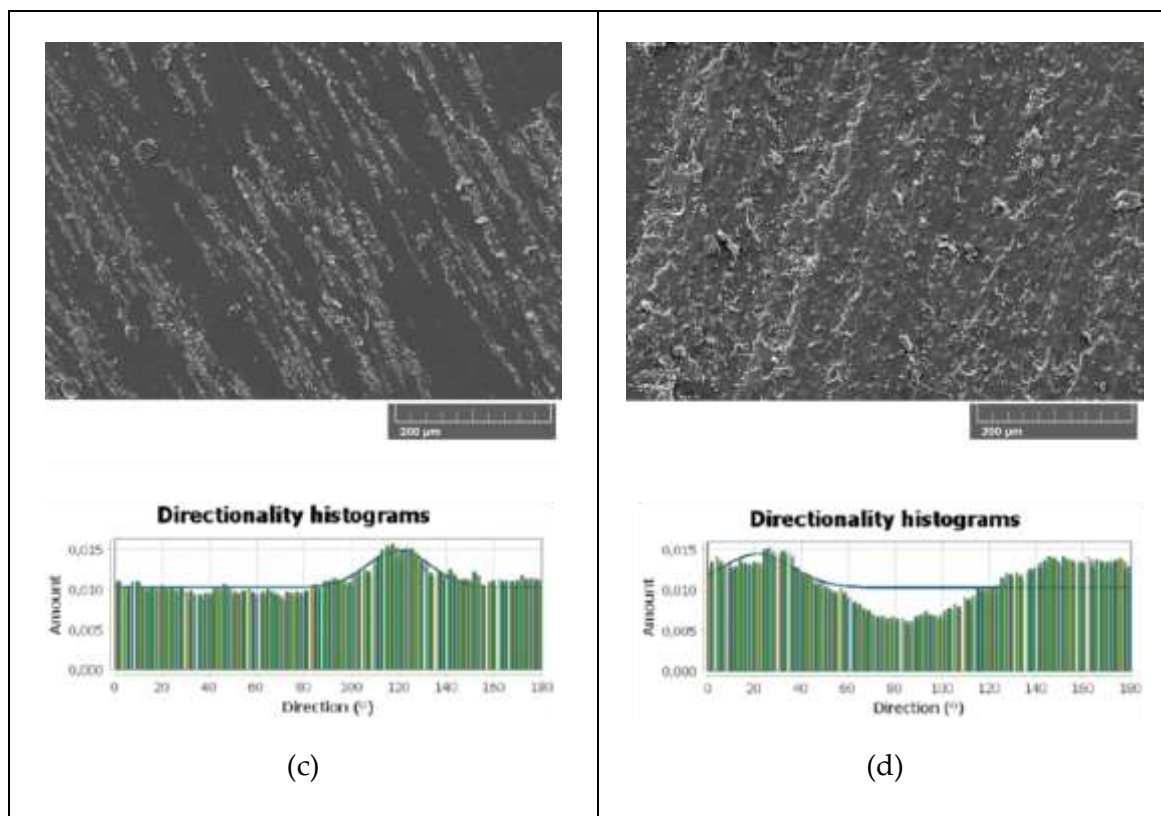 200 µm
200 µm
Directionality histograms
0,015
0,010
0,005
0,000
Amount
0 20 40 60 80 100 120 140 160 180
Direction (°)
(c)
Directionality histograms
0,015
0,010
0,005
0,000
Amount
0 20 40 60 80 100 120 140 160 180
Direction (°)
(d)